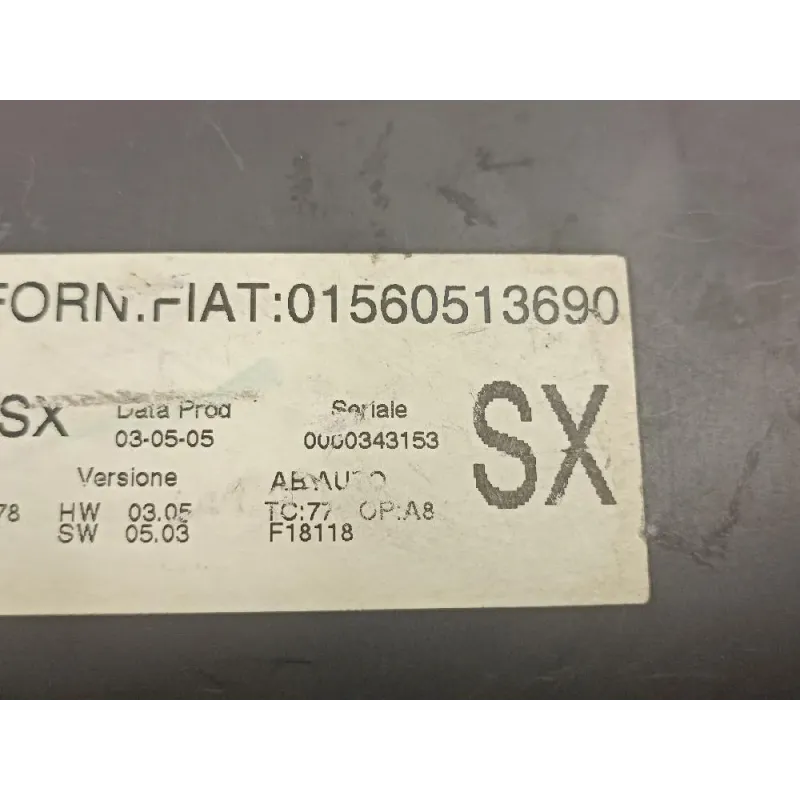 FORN.FIAT:01560513690
SX Data Prod Seriale SX
03-05-05 0000343153
Versione
78 HW 03.05 TC:77 OP:A8
SW 05.03 F18118